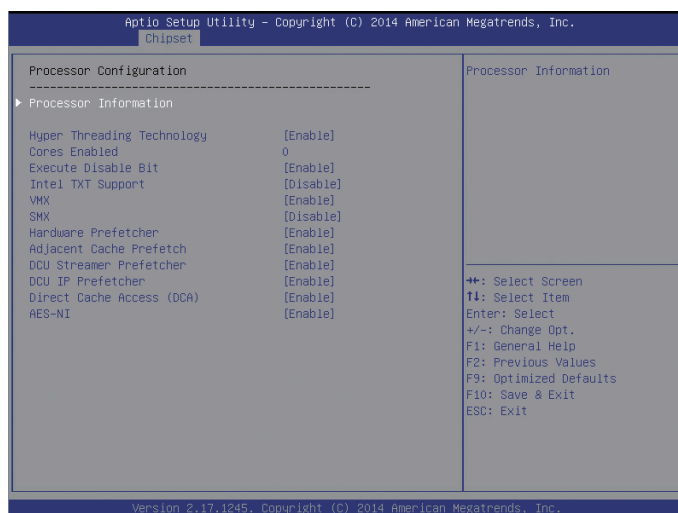 Aptio Setup Utility – Copyright (C) 2014 American Megatrends, Inc.
Chipset
Processor Configuration
--------------------------------------------------
Processor Information
Hyper Threading Technology [Enable]
Cores Enabled 0
Execute Disable Bit [Enable]
Intel TXT Support [Disable]
VMX [Enable]
SMX [Disable]
Hardware Prefetcher [Enable]
Adjacent Cache Prefetch [Enable]
DCU Streamer Prefetcher [Enable]
DCU IP Prefetcher [Enable]
Direct Cache Access (DCA) [Enable]
AES-NI [Enable]
Processor Information
→←: Select Screen
↑↓: Select Item
Enter: Select
+/-: Change Opt.
F1: General Help
F2: Previous Values
F9: Optimized Defaults
F10: Save & Exit
ESC: Exit
Version 2.17.1245. Copyright (C) 2014 American Megatrends, Inc.